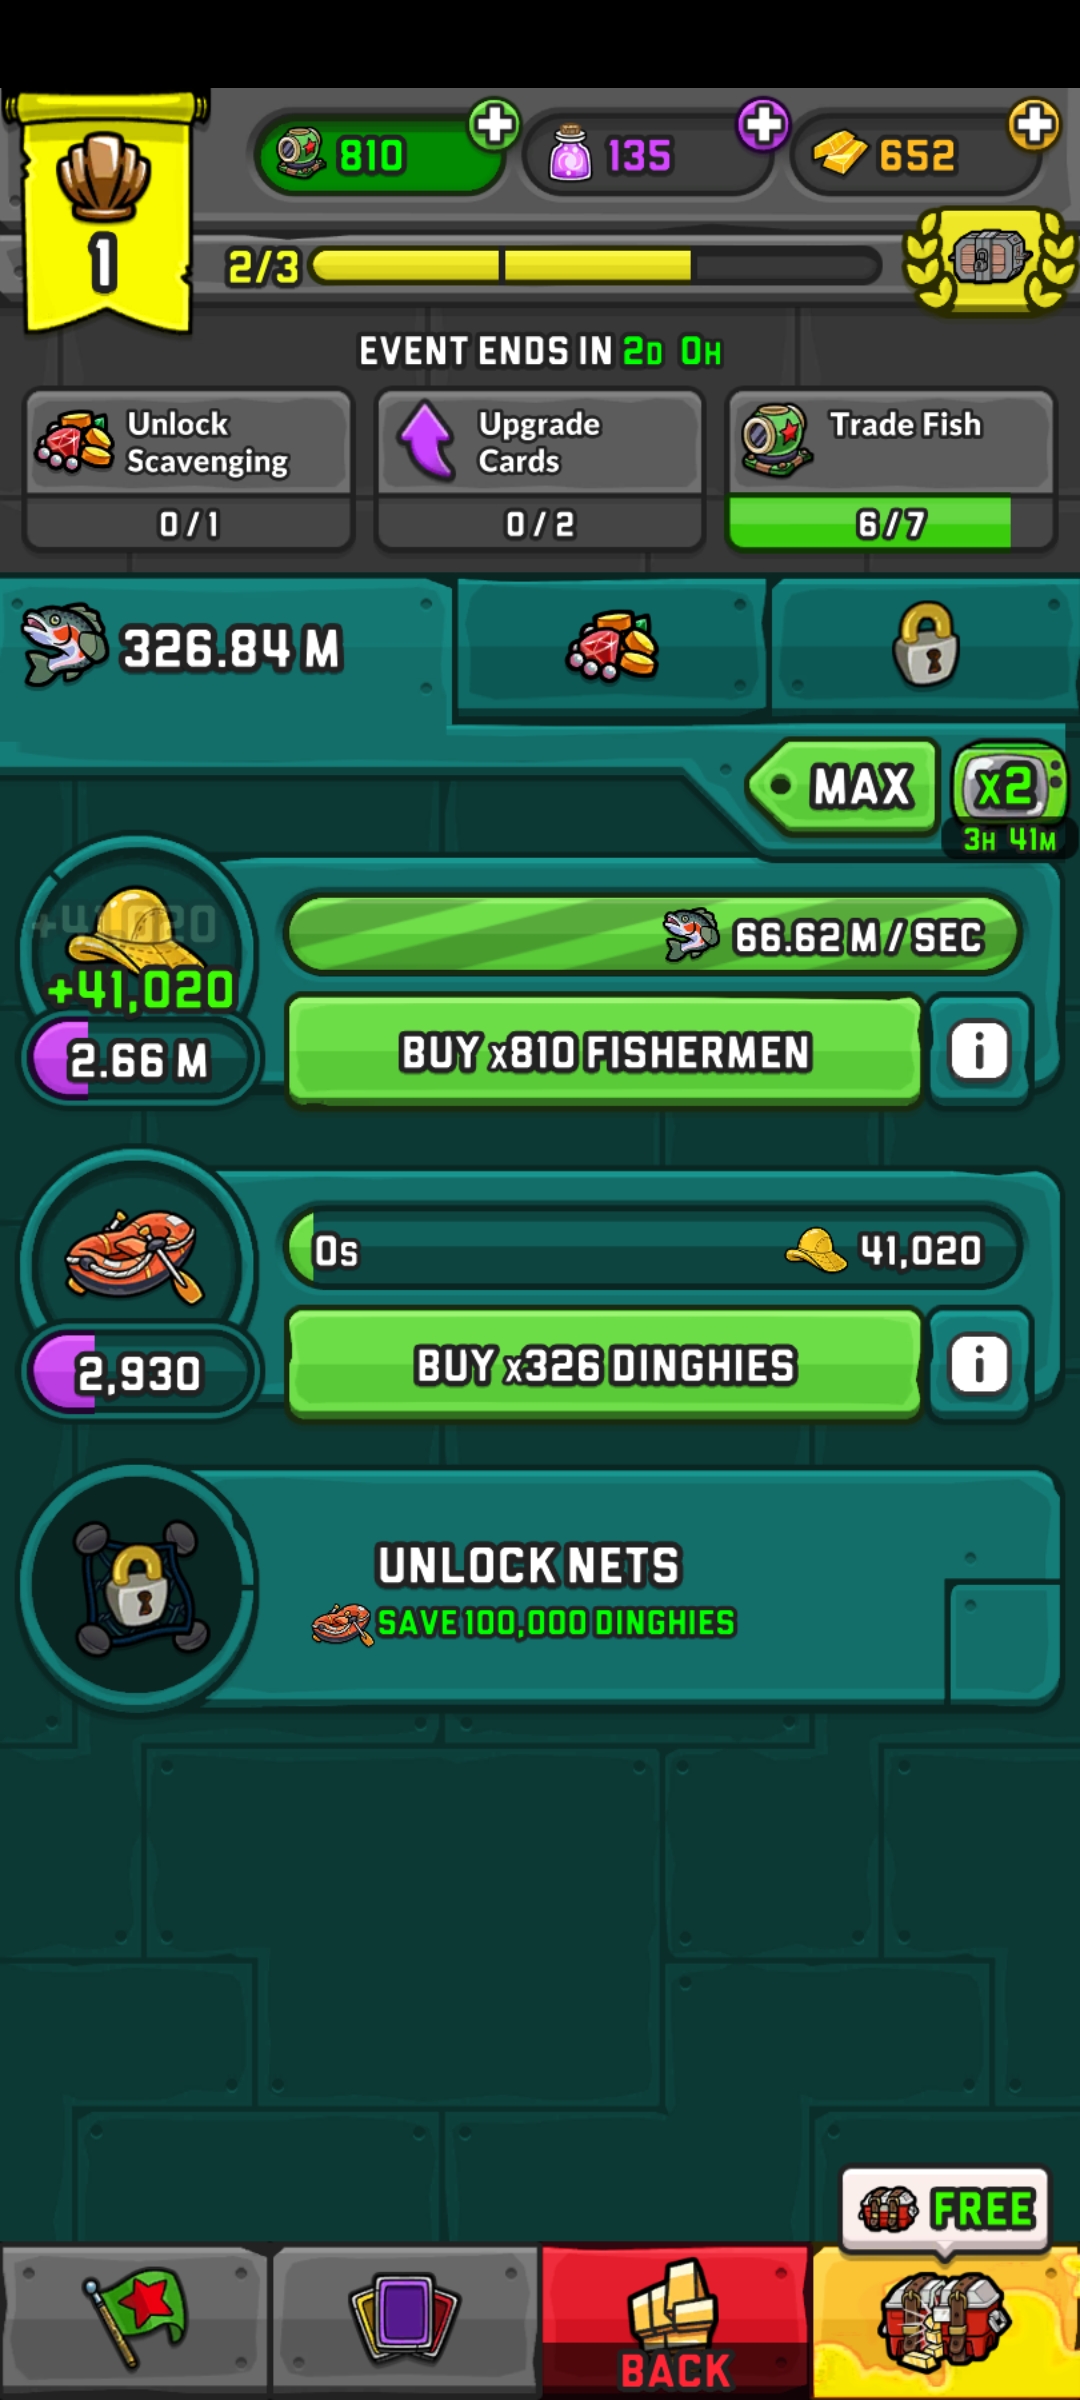 810
135
652
1
2/3
EVENT ENDS IN 2D 0H
Unlock
Scavenging
0/1
Upgrade
Cards
0/2
Trade Fish
6/7
326.84 M
MAX
x2
3H 41M
+41,020
+41,020
66.62 M / SEC
2.66 M
BUY x810 FISHERMEN
i
0s
41,020
2,930
BUY x326 DINGHIES
i
UNLOCK NETS
SAVE 100,000 DINGHIES
FREE
BACK